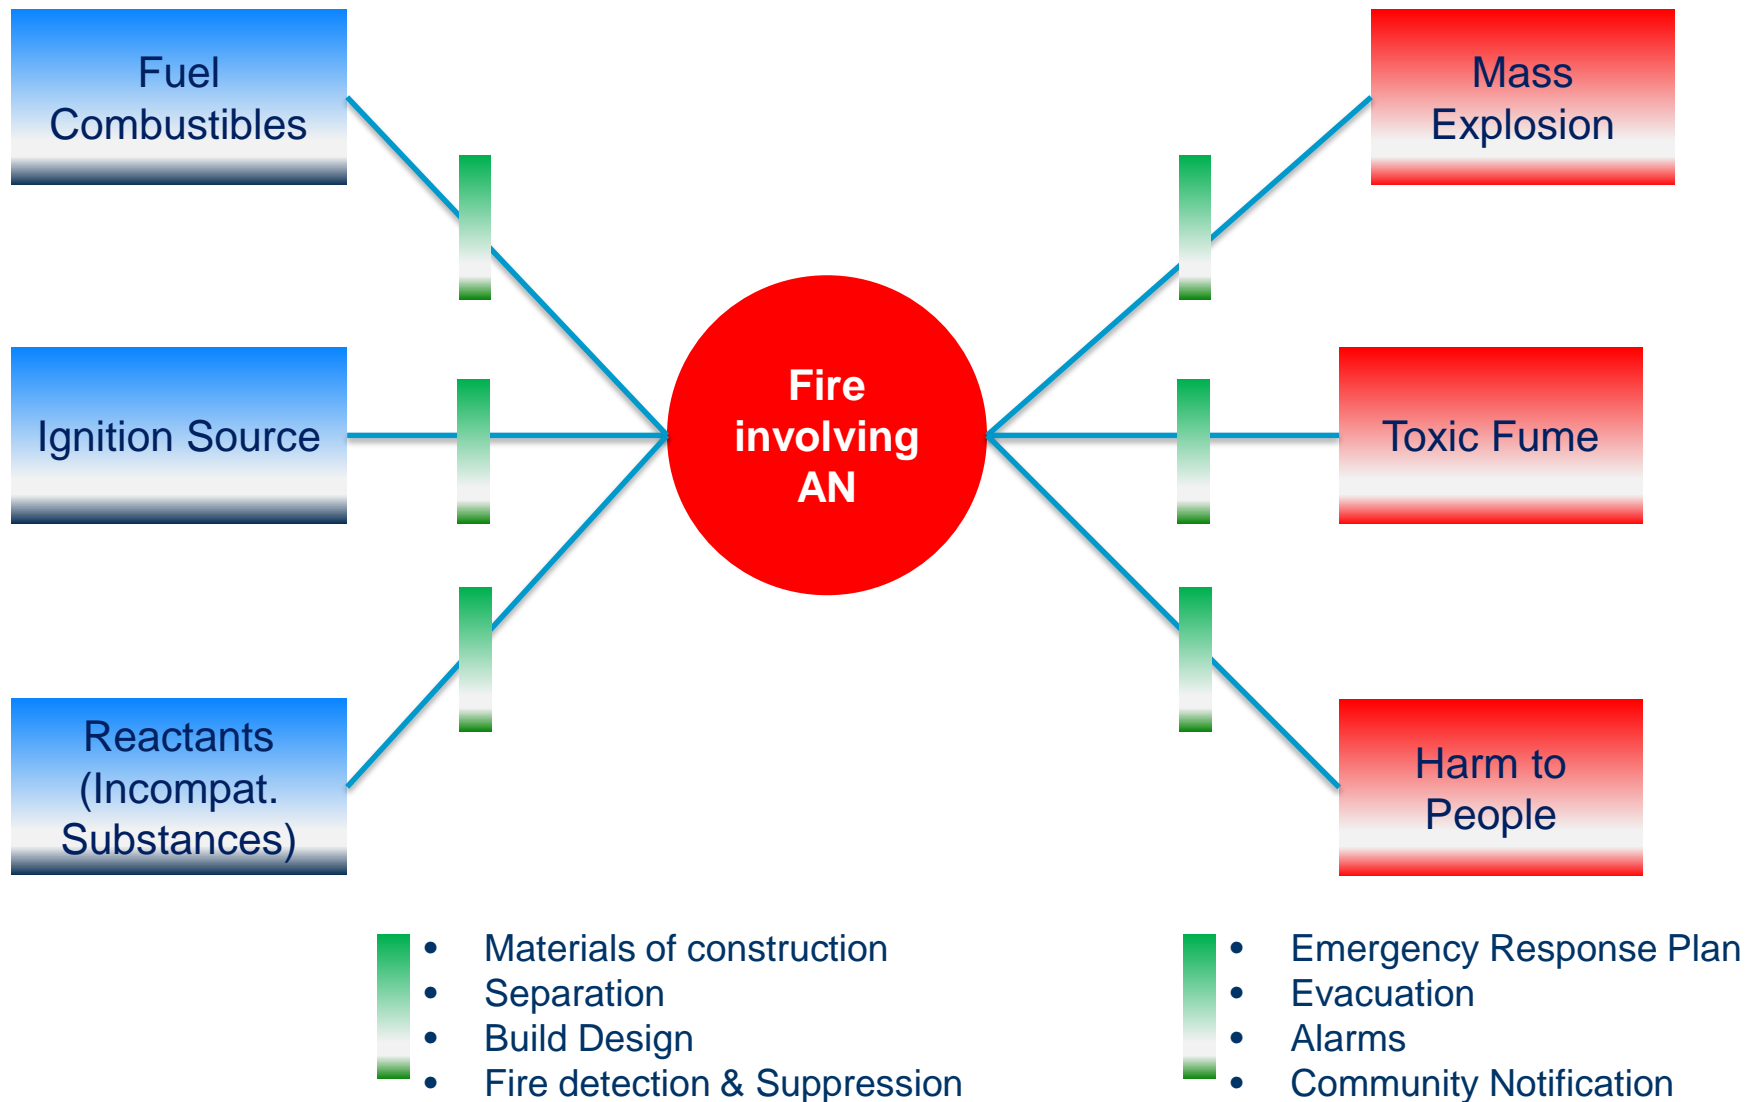 Fuel
Combustibles
Mass
Explosion
Ignition Source
Fire
involving
AN
Toxic Fume
Reactants
(Incompat.
Substances)
Harm to
People
• Materials of construction
• Separation
• Build Design
• Fire detection & Suppression
• Emergency Response Plan
• Evacuation
• Alarms
• Community Notification